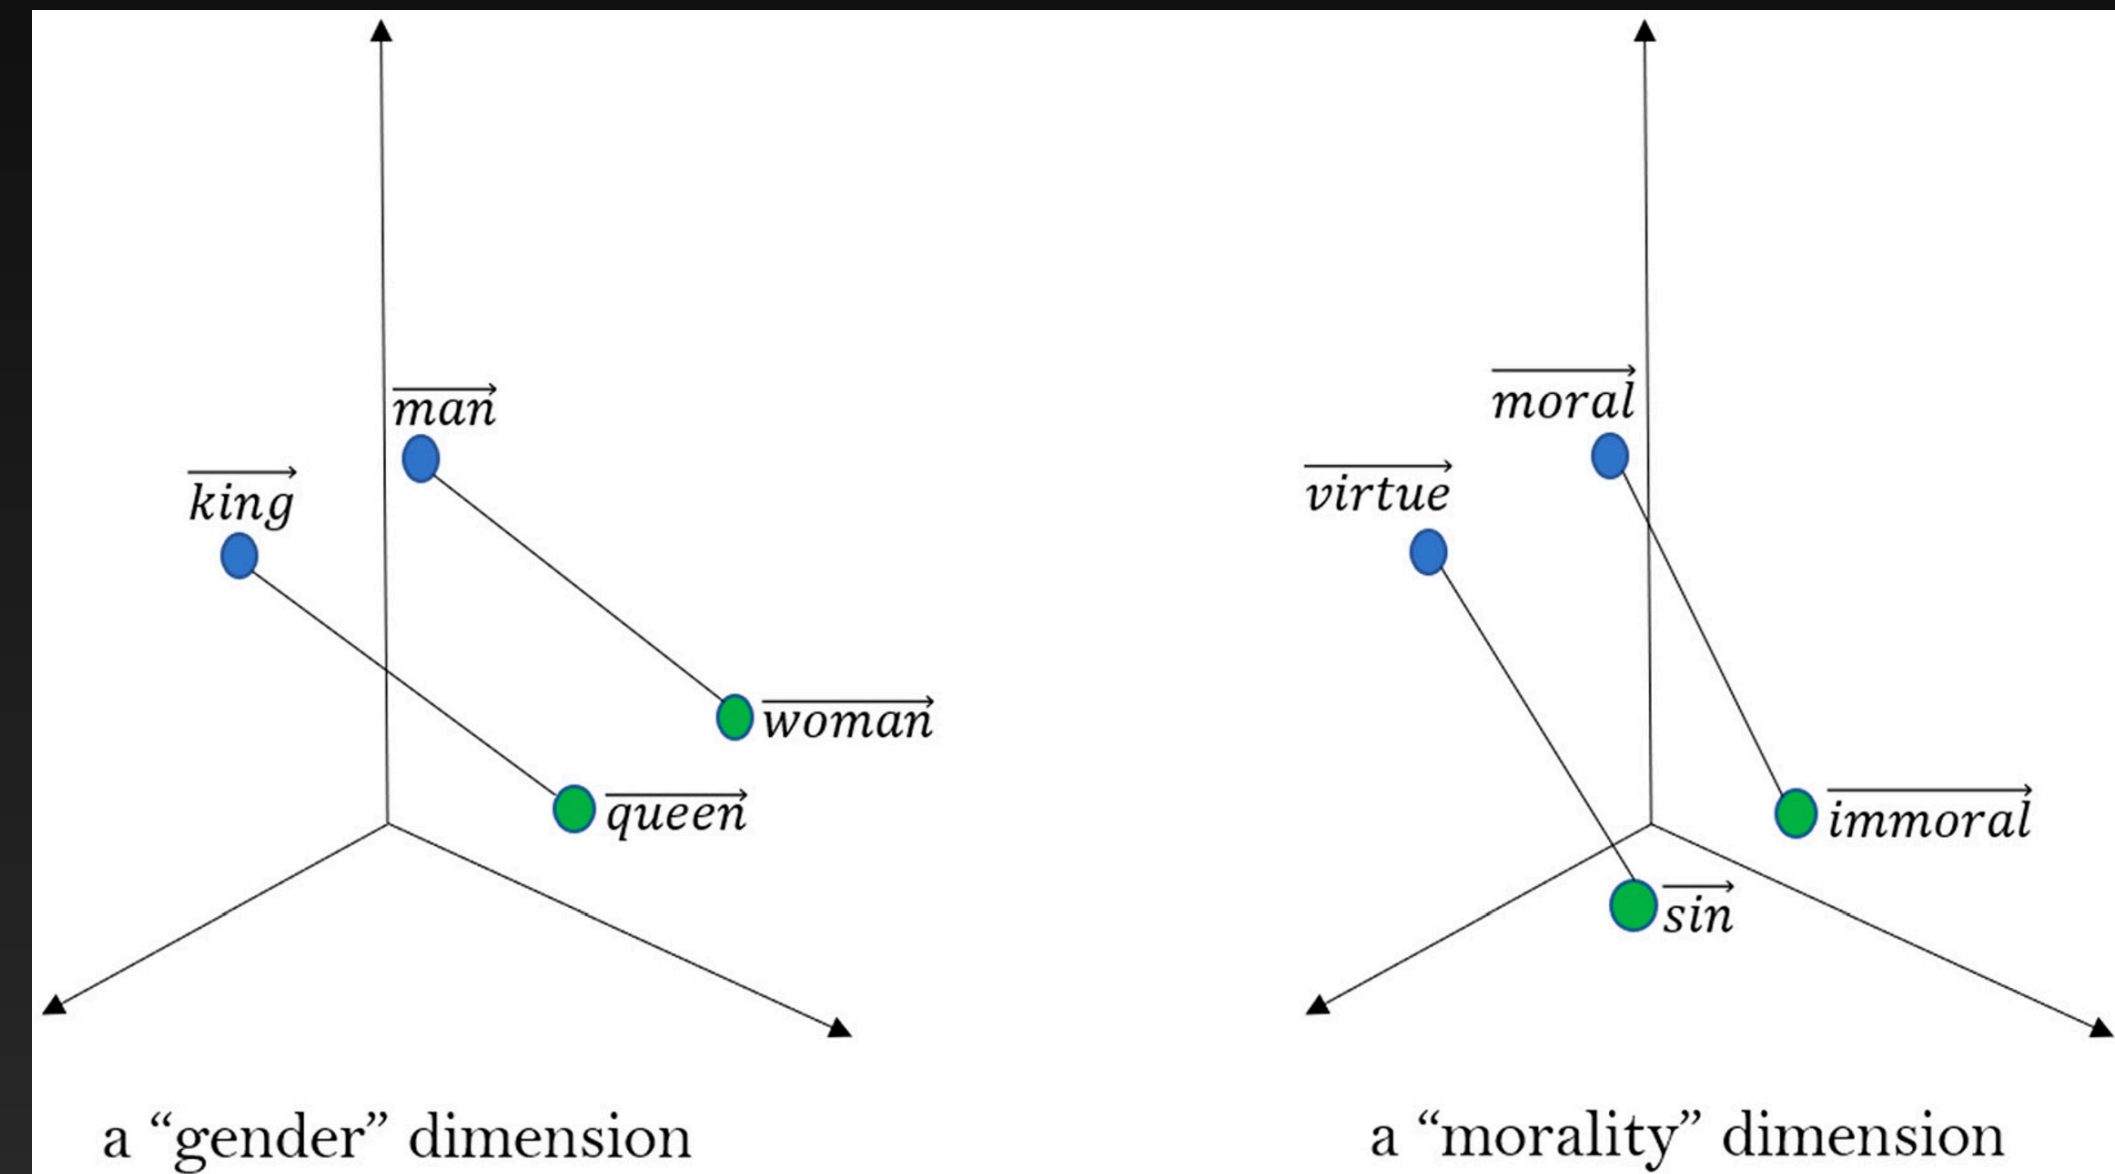 man
king
woman
queen
a “gender” dimension
moral
virtue
immoral
sin
a “morality” dimension